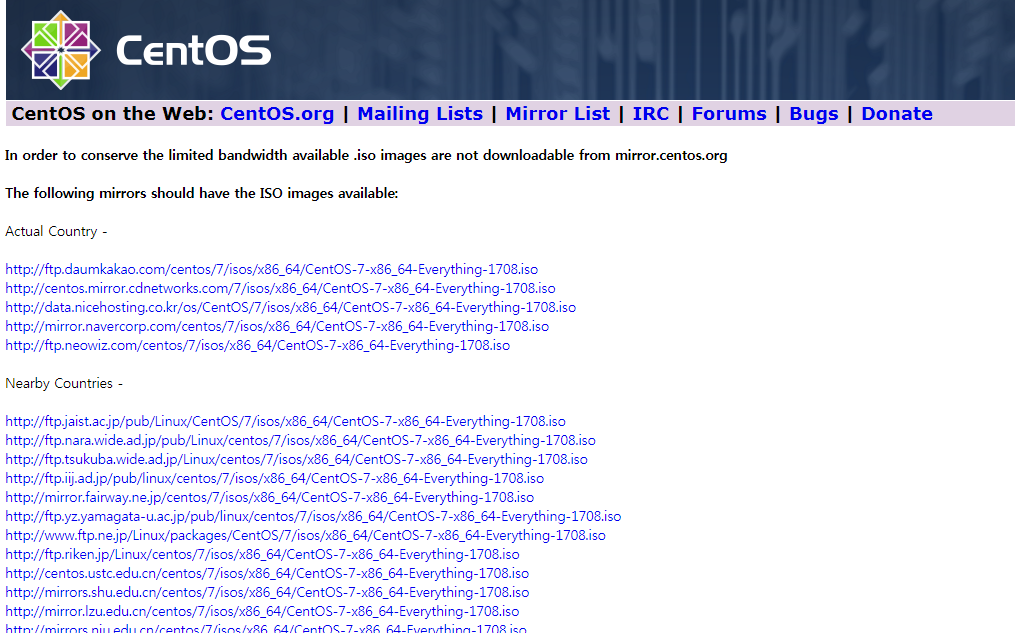 CentOS
CentOS on the Web: CentOS.org | Mailing Lists | Mirror List | IRC | Forums | Bugs | Donate
In order to conserve the limited bandwidth available .iso images are not downloadable from mirror.centos.org
The following mirrors should have the ISO images available:
Actual Country -
http://ftp.daumkakao.com/centos/7/isos/x86_64/CentOS-7-x86_64-Everything-1708.iso
http://centos.mirror.cdnetworks.com/7/isos/x86_64/CentOS-7-x86_64-Everything-1708.iso
http://data.nicehosting.co.kr/os/CentOS/7/isos/x86_64/CentOS-7-x86_64-Everything-1708.iso
http://mirror.navercorp.com/centos/7/isos/x86_64/CentOS-7-x86_64-Everything-1708.iso
http://ftp.neowiz.com/centos/7/isos/x86_64/CentOS-7-x86_64-Everything-1708.iso
Nearby Countries -
http://ftp.jaist.ac.jp/pub/Linux/CentOS/7/isos/x86_64/CentOS-7-x86_64-Everything-1708.iso
http://ftp.nara.wide.ad.jp/pub/Linux/centos/7/isos/x86_64/CentOS-7-x86_64-Everything-1708.iso
http://ftp.tsukuba.wide.ad.jp/Linux/centos/7/isos/x86_64/CentOS-7-x86_64-Everything-1708.iso
http://ftp.iij.ad.jp/pub/linux/centos/7/isos/x86_64/CentOS-7-x86_64-Everything-1708.iso
http://mirror.fairway.ne.jp/centos/7/isos/x86_64/CentOS-7-x86_64-Everything-1708.iso
http://ftp.yz.yamagata-u.ac.jp/pub/linux/centos/7/isos/x86_64/CentOS-7-x86_64-Everything-1708.iso
http://www.ftp.ne.jp/Linux/packages/CentOS/7/isos/x86_64/CentOS-7-x86_64-Everything-1708.iso
http://ftp.riken.jp/Linux/centos/7/isos/x86_64/CentOS-7-x86_64-Everything-1708.iso
http://centos.ustc.edu.cn/centos/7/isos/x86_64/CentOS-7-x86_64-Everything-1708.iso
http://mirrors.shu.edu.cn/centos/7/isos/x86_64/CentOS-7-x86_64-Everything-1708.iso
http://mirror.lzu.edu.cn/centos/7/isos/x86_64/CentOS-7-x86_64-Everything-1708.iso
http://mirrors.nju.edu.cn/centos/7/isos/x86_64/CentOS-7-x86_64-Everything-1708.iso